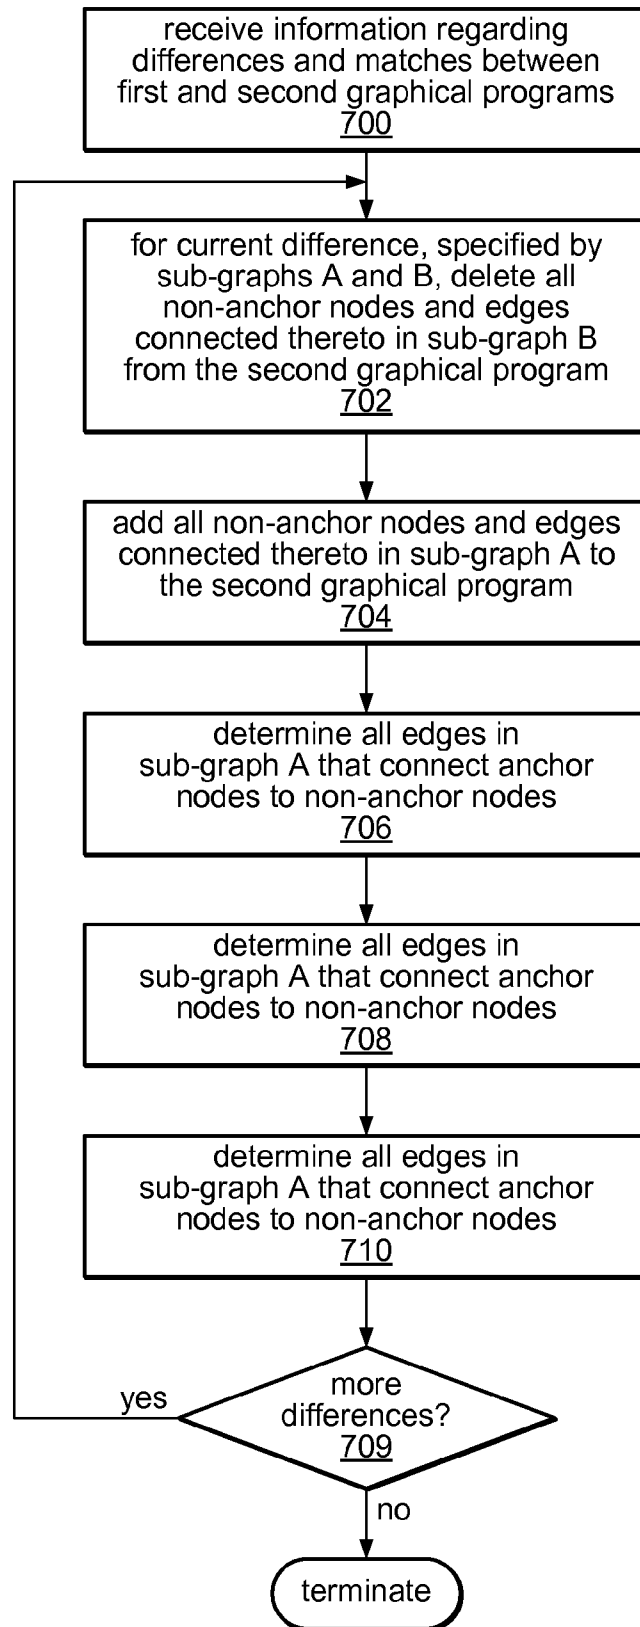 receive information regarding
differences and matches between
first and second graphical programs
700
for current difference, specified by
sub-graphs A and B, delete all
non-anchor nodes and edges
connected thereto in sub-graph B
from the second graphical program
702
add all non-anchor nodes and edges
connected thereto in sub-graph A to
the second graphical program
704
determine all edges in
sub-graph A that connect anchor
nodes to non-anchor nodes
706
determine all edges in
sub-graph A that connect anchor
nodes to non-anchor nodes
708
determine all edges in
sub-graph A that connect anchor
nodes to non-anchor nodes
710
yes
more
differences?
709
no
terminate